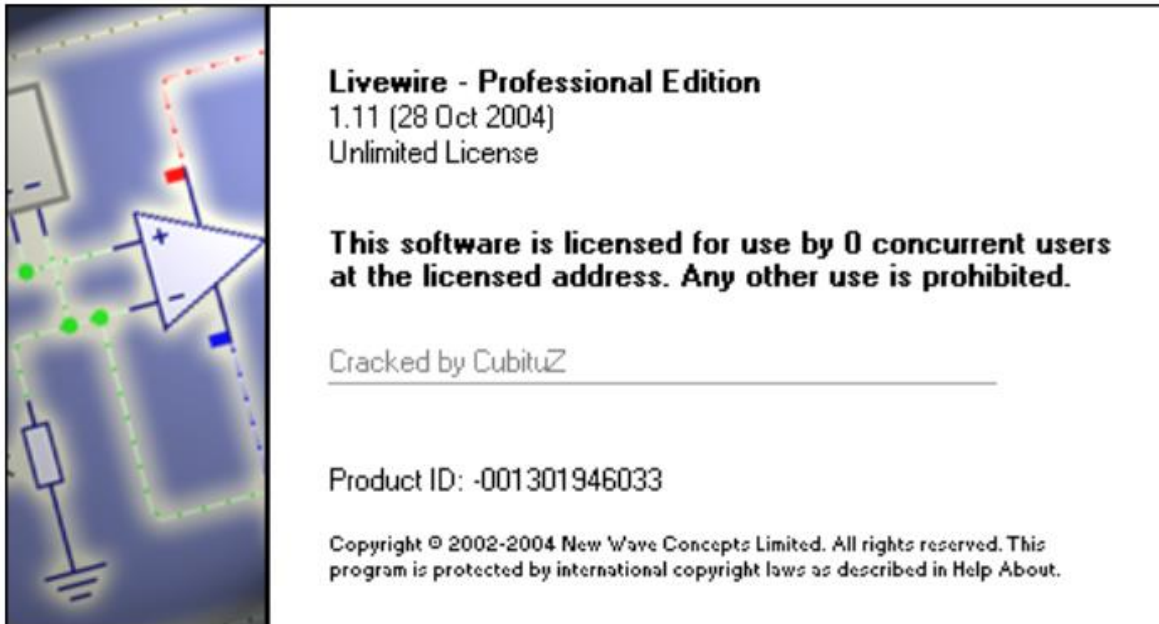 Livewire - Professional Edition
1.11 (28 Oct 2004)
Unlimited License
This software is licensed for use by 0 concurrent users
at the licensed address. Any other use is prohibited.
Cracked by CubituZ
Product ID: -001301946033
Copyright © 2002-2004 New Wave Concepts Limited. All rights reserved. This
program is protected by international copyright laws as described in Help About.